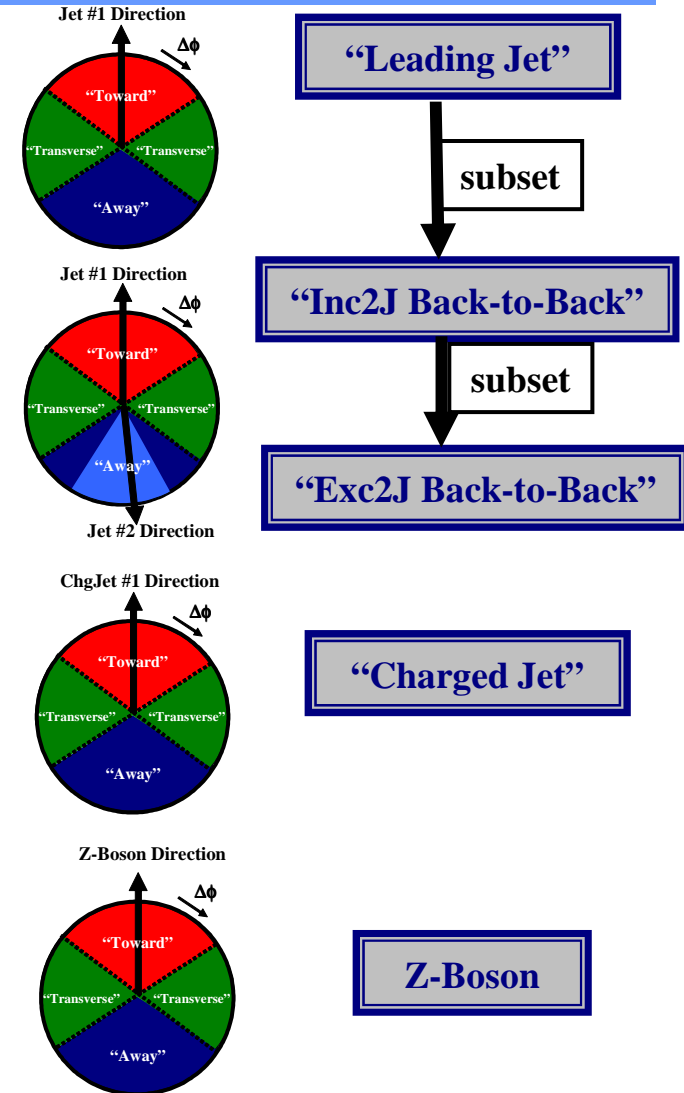 Jet #1 Direction
Δϕ
“Toward”
“Transverse” “Transverse”
“Away”
“Leading Jet”
subset
Jet #1 Direction
Δϕ
“Toward”
“Transverse” “Transverse”
“Away”
Jet #2 Direction
“Inc2J Back-to-Back”
subset
“Exc2J Back-to-Back”
ChgJet #1 Direction
Δϕ
“Toward”
“Transverse” “Transverse”
“Away”
“Charged Jet”
Z-Boson Direction
Δϕ
“Toward”
“Transverse” “Transverse”
“Away”
Z-Boson